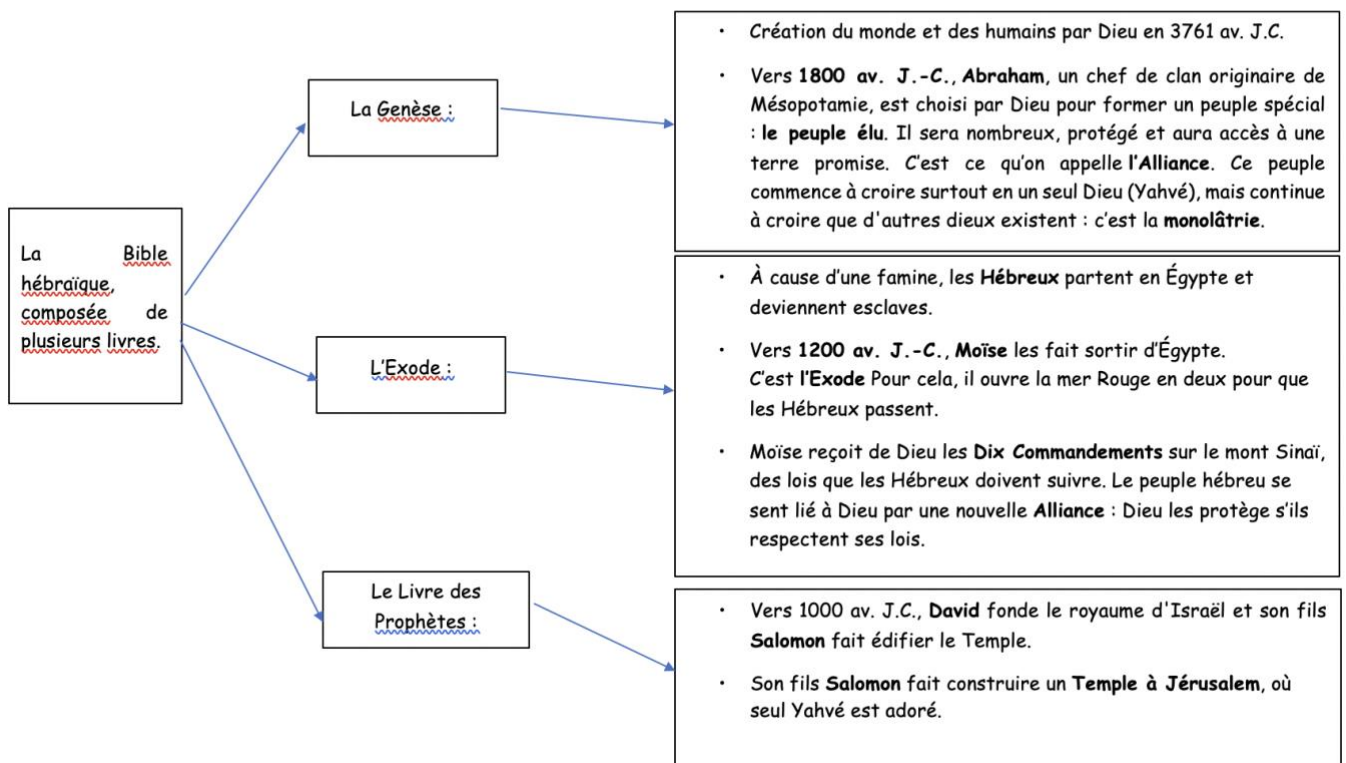 La Bible
hébraïque,
composée de
plusieurs livres.
La Genèse :
· Création du monde et des humains par Dieu en 3761 av. J.C.
· Vers 1800 av. J.-C., Abraham, un chef de clan originaire de
Mésopotamie, est choisi par Dieu pour former un peuple spécial
: le peuple élu. Il sera nombreux, protégé et aura accès à une
terre promise. C'est ce qu'on appelle l'Alliance. Ce peuple
commence à croire surtout en un seul Dieu (Yahvé), mais continue
à croire que d'autres dieux existent : c'est la monolâtrie.
L'Exode :
· À cause d'une famine, les Hébreux partent en Égypte et
deviennent esclaves.
· Vers 1200 av. J.-C., Moïse les fait sortir d'Égypte.
C'est l'Exode Pour cela, il ouvre la mer Rouge en deux pour que
les Hébreux passent.
· Moïse reçoit de Dieu les Dix Commandements sur le mont Sinaï,
des lois que les Hébreux doivent suivre. Le peuple hébreu se
sent lié à Dieu par une nouvelle Alliance : Dieu les protège s'ils
respectent ses lois.
Le Livre des
Prophètes :
· Vers 1000 av. J.C., David fonde le royaume d'Israël et son fils
Salomon fait édifier le Temple.
· Son fils Salomon fait construire un Temple à Jérusalem, où
seul Yahvé est adoré.